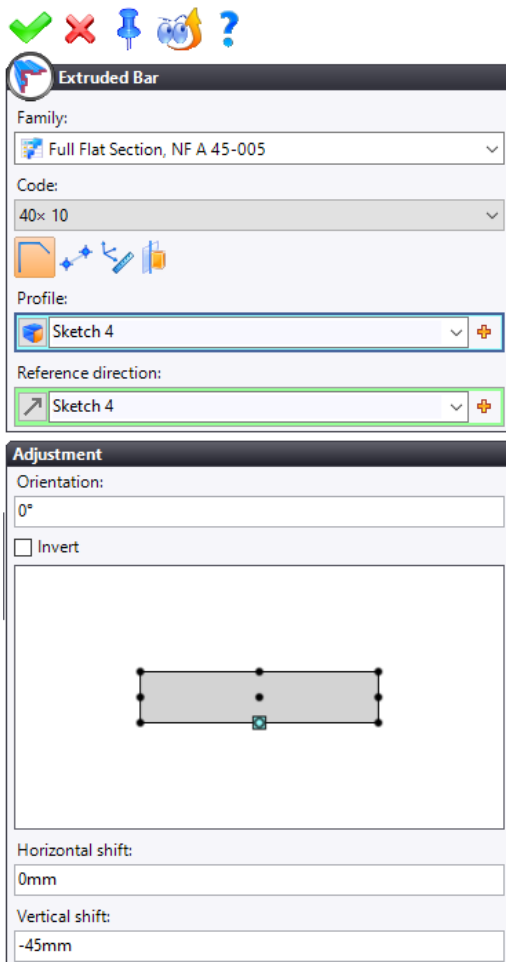 ?
Extruded Bar
Family:
Full Flat Section, NF A 45-005
Code:
40× 10
Profile:
Sketch 4
Reference direction:
Sketch 4
Adjustment
Orientation:
0°
Invert
Horizontal shift:
0mm
Vertical shift:
-45mm